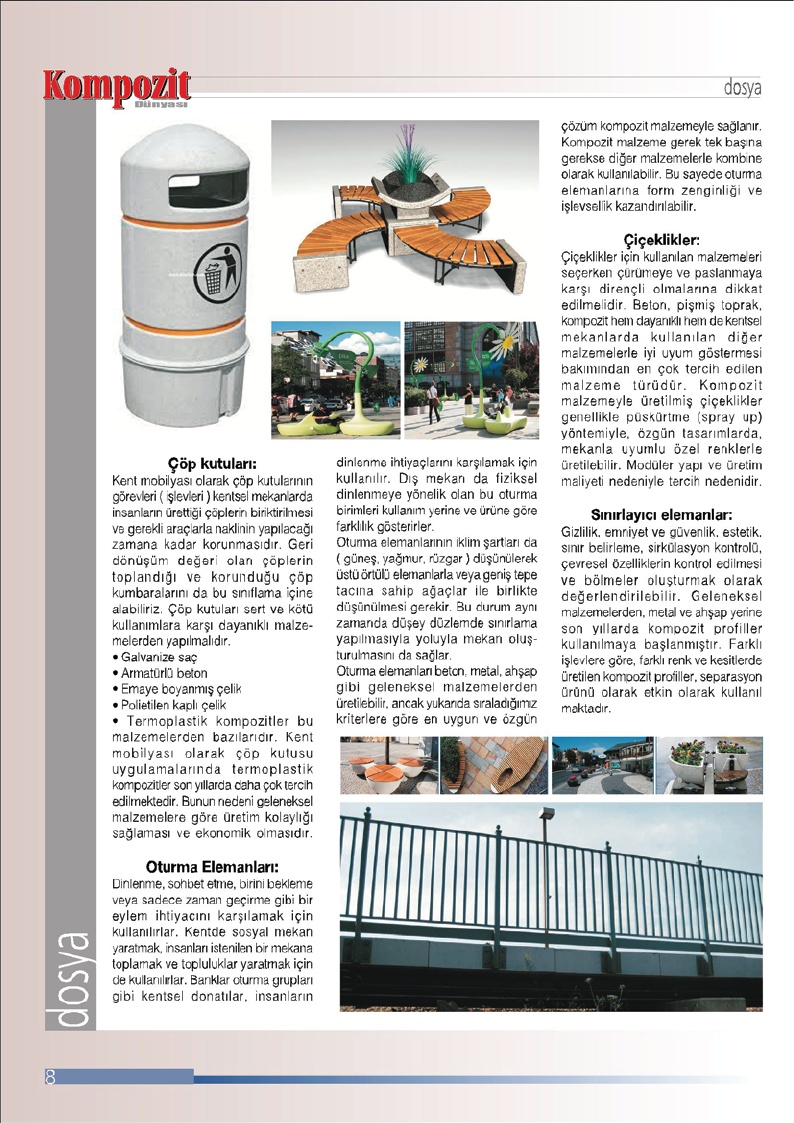 Kompozit
Dünyası
dosya
Çöp kutuları:
Kent mobilyası olarak çöp kutularının
görevleri ( işlevleri ) kentsel mekanlarda
insanların ürettiği çöplerin biriktirilmesi
ve gerekli araçlarla naklinin yapılacağı
zamana kadar korunmasıdır. Geri
dönüşüm değeri olan çöplerin
toplandığı ve korunduğu çöp
kumbaralarını da bu sınıflama içine
alabiliriz. Çöp kutuları sert ve kötü
kullanımlara karşı dayanıklı malze-
melerden yapılmalıdır.
• Galvanize saç
• Armatürlü beton
• Emaye boyanmış çelik
• Polietilen kaplı çelik
• Termoplastik kompozitler bu
malzemelerden bazılarıdır. Kent
mobilyası olarak çöp kutusu
uygulamalarında termoplastik
kompozitler son yıllarda daha çok tercih
edilmektedir. Bunun nedeni geleneksel
malzemelere göre üretim kolaylığı
sağlaması ve ekonomik olmasıdır.
Oturma Elemanları:
Dinlenme, sohbet etme, birini bekleme
veya sadece zaman geçirme gibi bir
eylem ihtiyacını karşılamak için
kullanılırlar. Kentde sosyal mekan
yaratmak, insanları istenilen bir mekana
toplamak ve topluluklar yaratmak için
de kullanılırlar. Banklar oturma grupları
gibi kentsel donatılar, insanların
dinlenme ihtiyaçlarını karşılamak için
kullanılır. Dış mekan da fiziksel
dinlenmeye yönelik olan bu oturma
birimleri kullanım yerine ve ürüne göre
farklılık gösterirler.
Oturma elemanlarının iklim şartları da
( güneş, yağmur, rüzgar ) düşünülerek
üstü örtülü elemanlarla veya geniş tepe
tacına sahip ağaçlar ile birlikte
düşünülmesi gerekir. Bu durum aynı
zamanda düşey düzlemde sınırlama
yapılmasıyla yoluyla mekan oluş-
turulmasını da sağlar.
Oturma elemanları beton, metal, ahşap
gibi geleneksel malzemelerden
üretilebilir, ancak yukarıda sıraladığımız
kriterlere göre en uygun ve özgün
çözüm kompozit malzemeyle sağlanır.
Kompozit malzeme gerek tek başına
gerekse diğer malzemelerle kombine
olarak kullanılabilir. Bu sayede oturma
elemanlarına form zenginliği ve
işlevsellik kazandırılabilir.
Çiçeklikler:
Çiçeklikler için kullanılan malzemeleri
seçerken çürümeye ve paslanmaya
karşı dirençli olmalarına dikkat
edilmelidir. Beton, pişmiş toprak,
kompozit hem dayanıklı hem de kentsel
mekanlarda kullanılan diğer
malzemelerle iyi uyum göstermesi
bakımından en çok tercih edilen
malzeme türüdür. Kompozit
malzemeyle üretilmiş çiçeklikler
genellikle püskürtme (spray up)
yöntemiyle, özgün tasarımlarda,
mekanla uyumlu özel renklerle
üretilebilir. Modüler yapı ve üretim
maliyeti nedeniyle tercih nedenidir.
Sınırlayıcı elemanlar:
Gizlilik, emniyet ve güvenlik, estetik,
sınır belirleme, sirkülasyon kontrolü,
çevresel özelliklerin kontrol edilmesi
ve bölmeler oluşturmak olarak
değerlendirilebilir. Geleneksel
malzemelerden, metal ve ahşap yerine
son yıllarda kompozit profiller
kullanılmaya başlanmıştır. Farklı
işlevlere göre, farklı renk ve kesitlerde
üretilen kompozit profiller, separasyon
ürünü olarak etkin olarak kullanıl
maktadır.
dosya
8